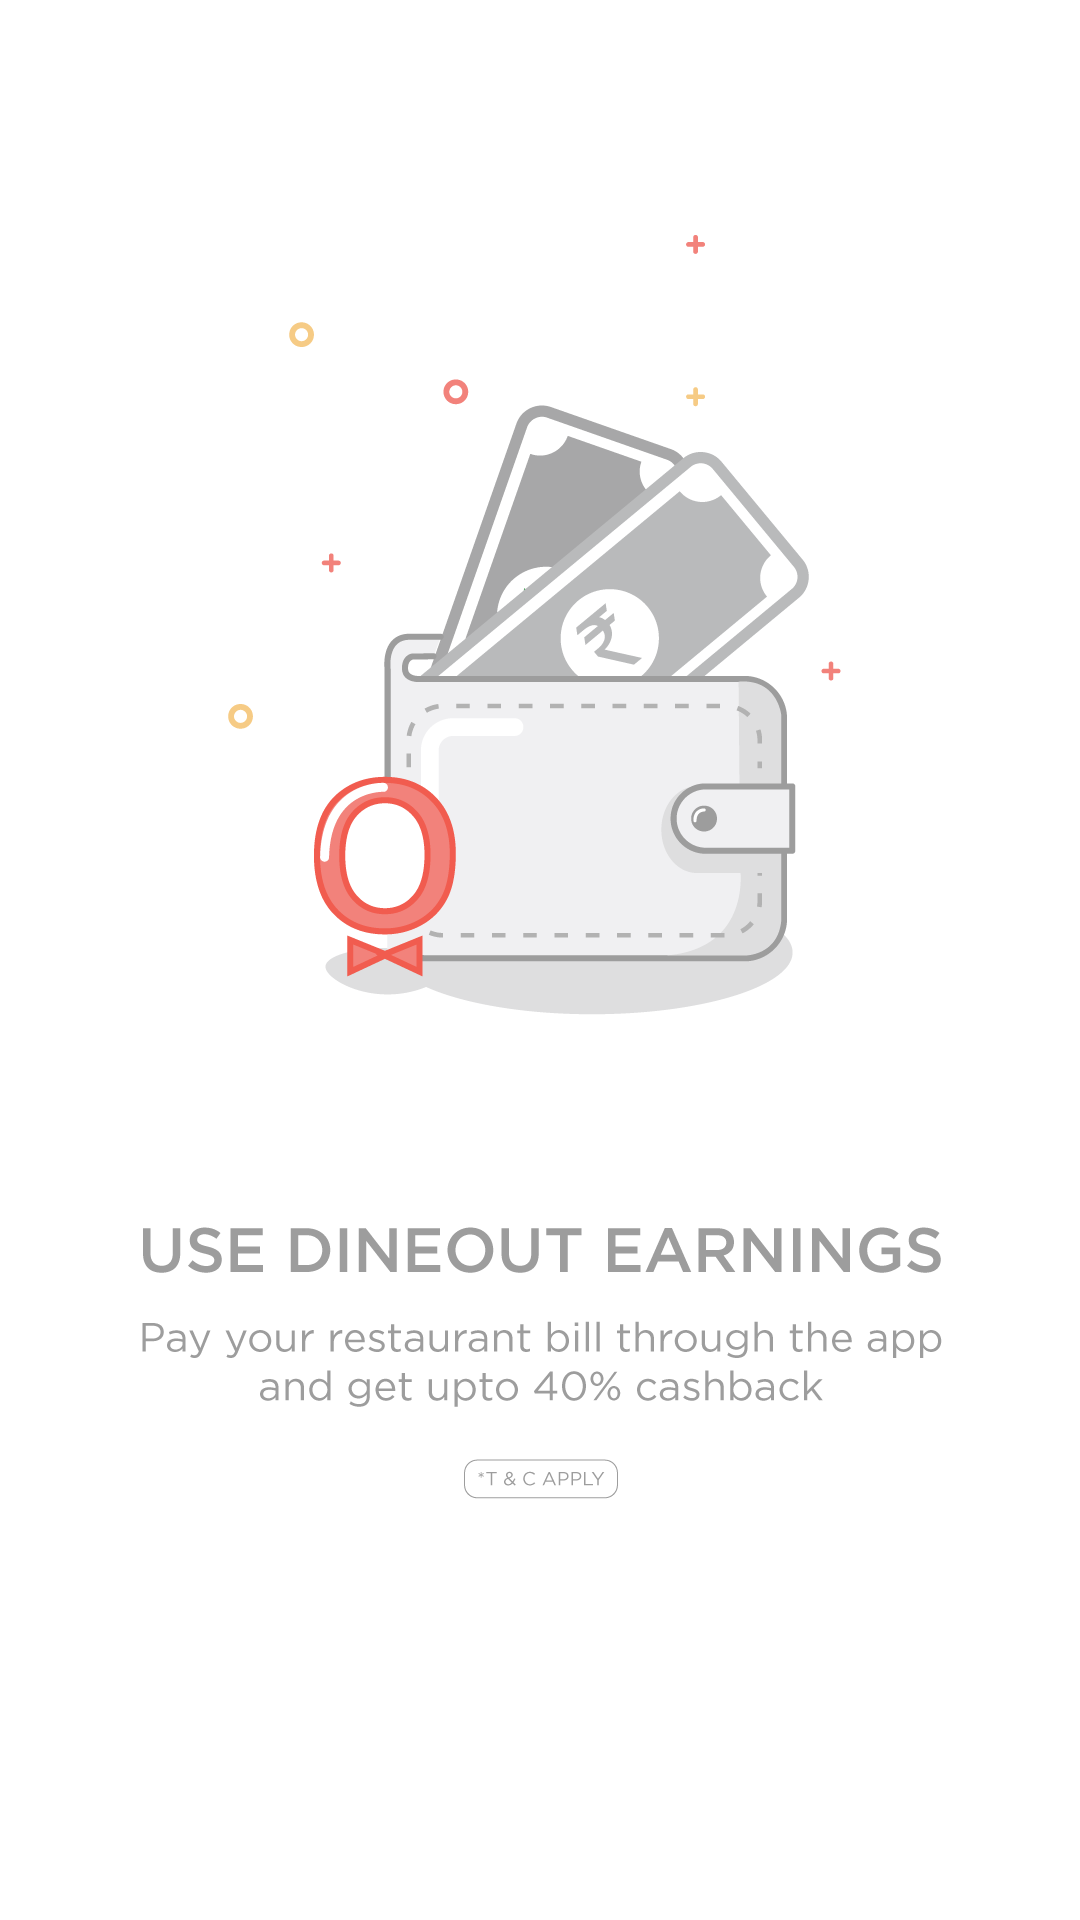 ₹
O
USE DINEOUT EARNINGS
Pay your restaurant bill through the app
and get upto 40% cashback
*T & C APPLY